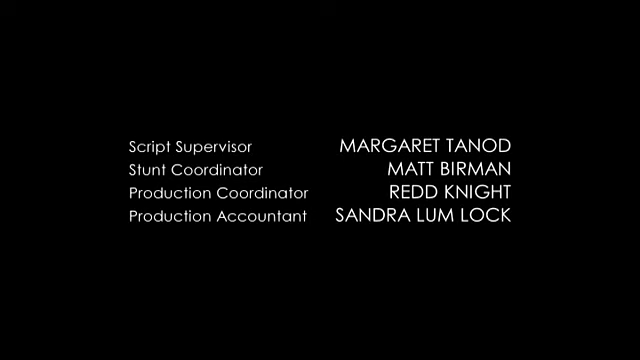 Script Supervisor MARGARET TANOD
Stunt Coordinator MATT BIRMAN
Production Coordinator REDD KNIGHT
Production Accountant SANDRA LUM LOCK